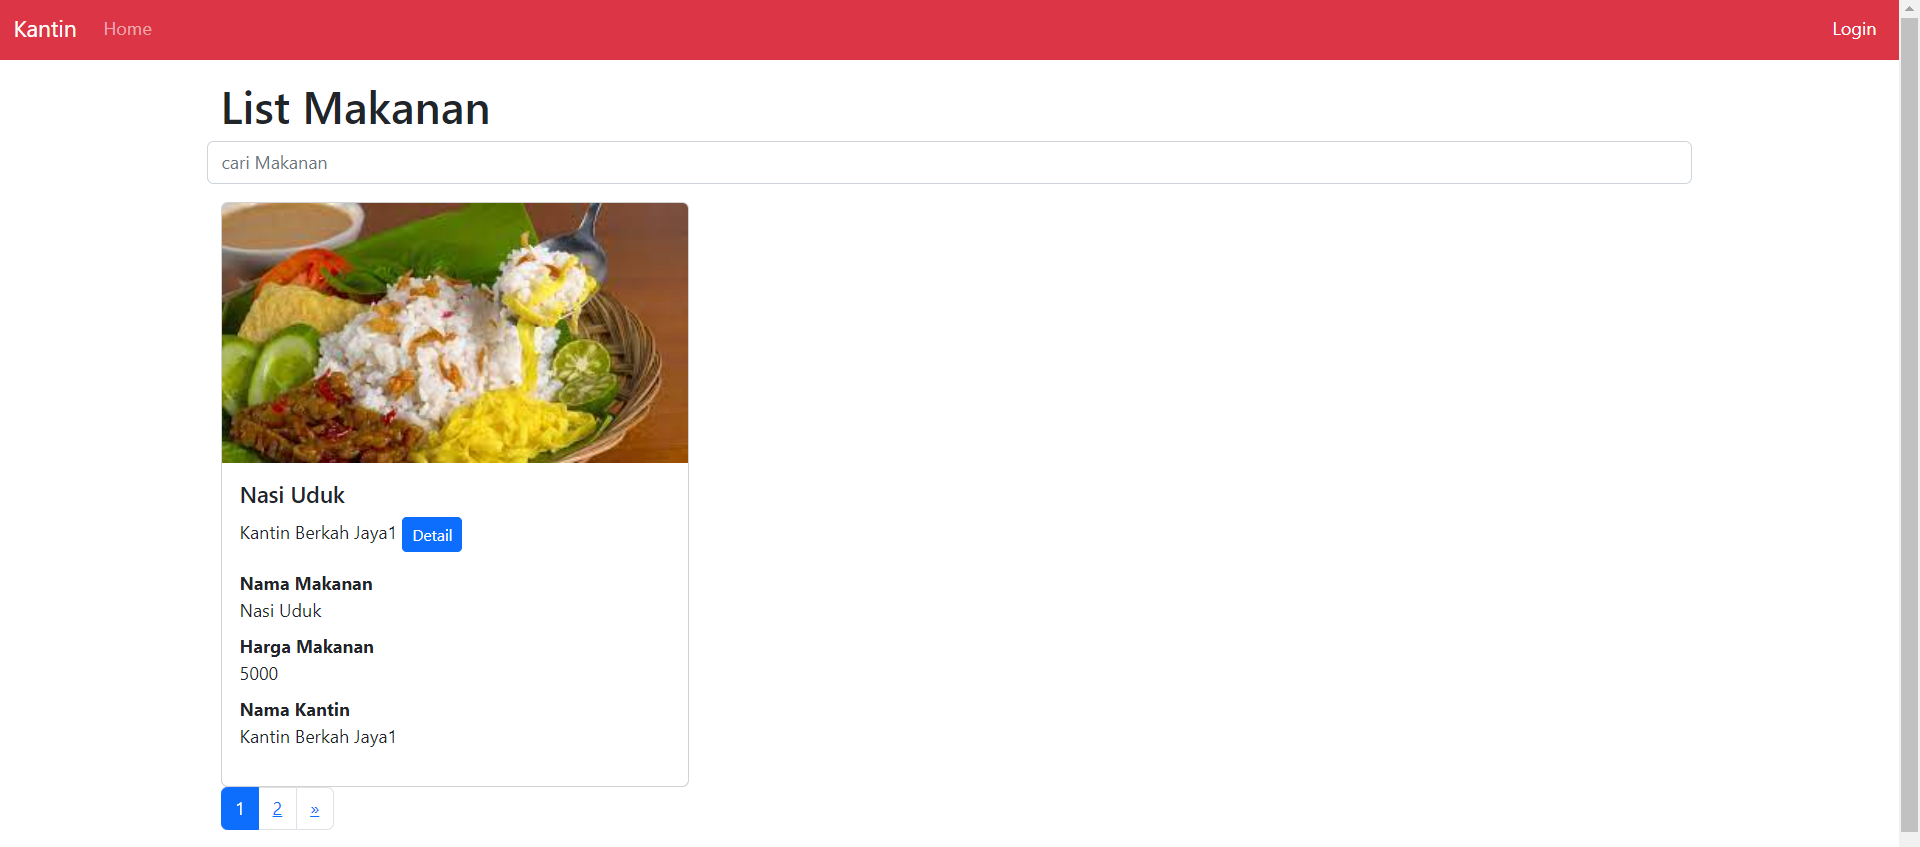 Kantin Home Login
List Makanan
cari Makanan
Nasi Uduk
Kantin Berkah Jaya1 Detail
Nama Makanan
Nasi Uduk
Harga Makanan
5000
Nama Kantin
Kantin Berkah Jaya1
1 2 »